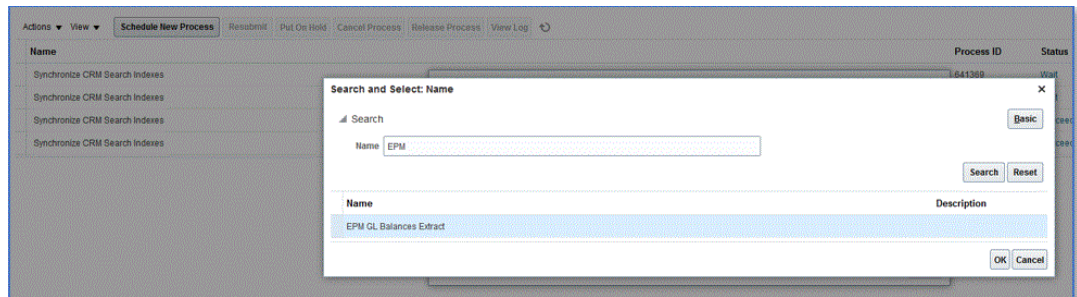 Actions View Schedule New Process Resubmit Put On Hold Cancel Process Release Process View Log
Name Process ID Status
Synchronize CRM Search Indexes 641369 Wait
Synchronize CRM Search Indexes
Synchronize CRM Search Indexes
Synchronize CRM Search Indexes
Search and Select: Name
Search Basic
Name EPM
Search Reset
Name Description
EPM GL Balances Extract
OK Cancel